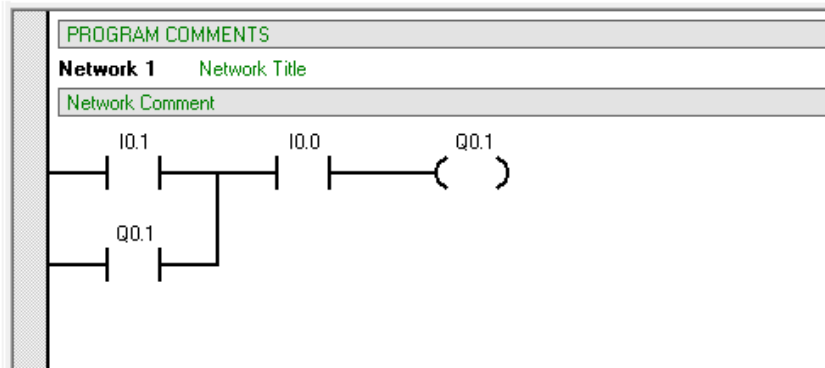 PROGRAM COMMENTS
Network 1 Network Title
Network Comment
I0.1 I0.0 Q0.1
Q0.1